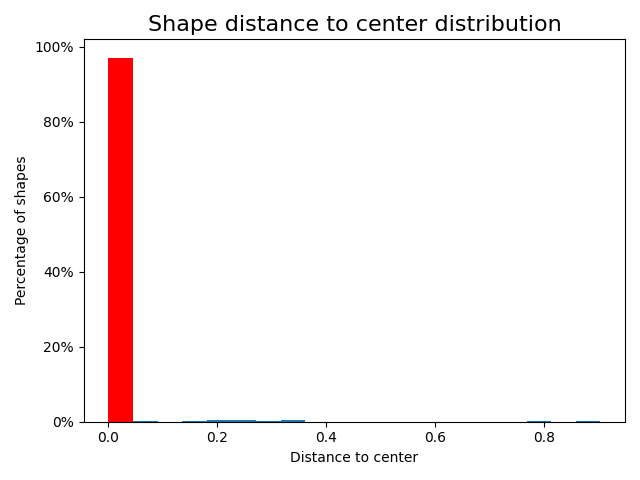 Shape distance to center distribution
100%
80%
60%
40%
20%
0%
Percentage of shapes
0.0 0.2 0.4 0.6 0.8
Distance to center